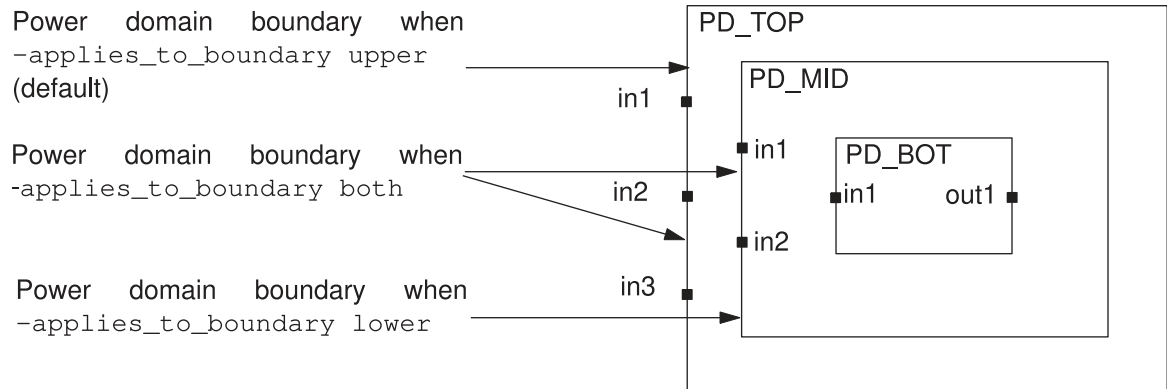 Power domain boundary when
-applies_to_boundary upper
(default)
Power domain boundary when
-applies_to_boundary both
Power domain boundary when
-applies_to_boundary lower
PD_TOP
in1
in2
in3
PD_MID
in1
in2
PD_BOT
in1 out1